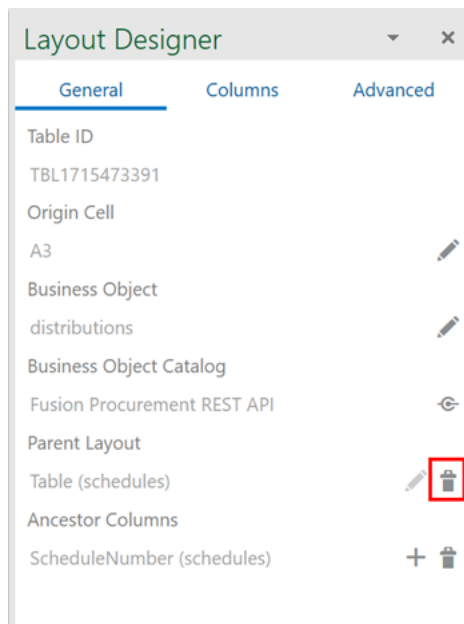 Layout Designer
General Columns Advanced
Table ID
TBL1715473391
Origin Cell
A3
Business Object
distributions
Business Object Catalog
Fusion Procurement REST API
Parent Layout
Table (schedules)
Ancestor Columns
ScheduleNumber (schedules)